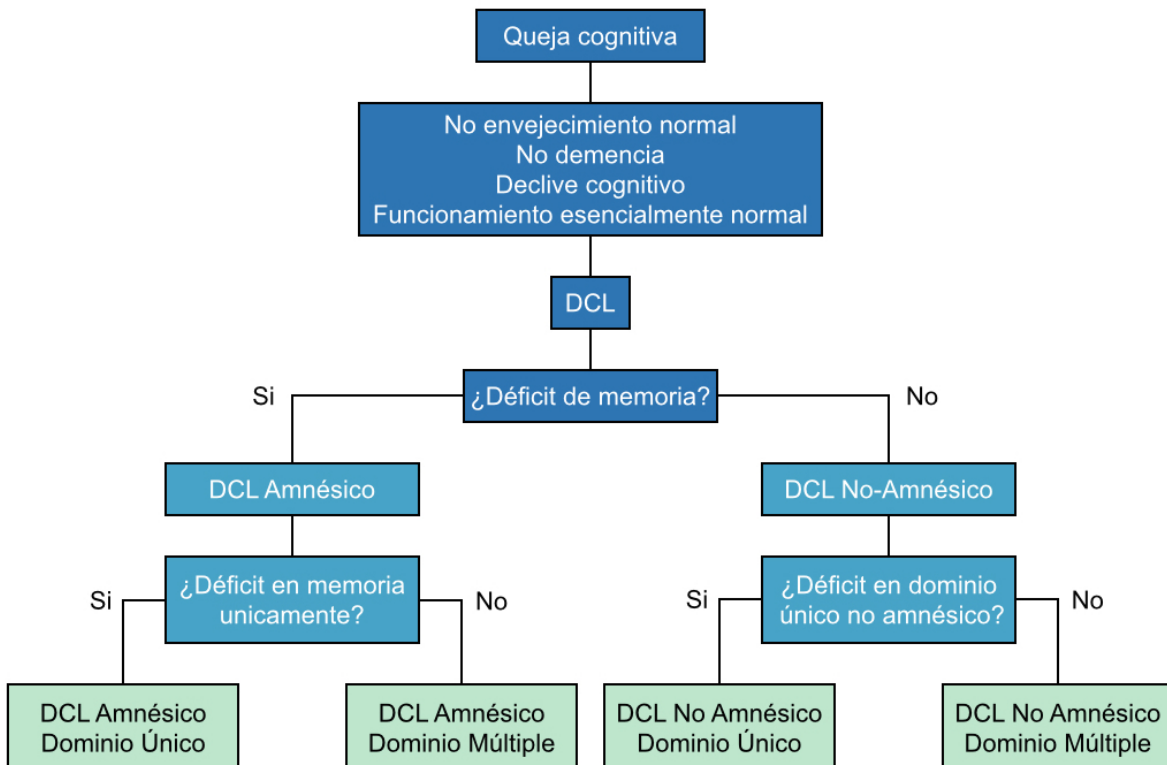 Queja cognitiva
No envejecimiento normal
No demencia
Declive cognitivo
Funcionamiento esencialmente normal
DCL
Si
¿Déficit de memoria?
No
DCL Amnésico
DCL No-Amnésico
Si
¿Déficit en memoria
unicamente?
No
Si
¿Déficit en dominio
único no amnésico?
No
DCL Amnésico
Dominio Único
DCL Amnésico
Dominio Múltiple
DCL No Amnésico
Dominio Único
DCL No Amnésico
Dominio Múltiple